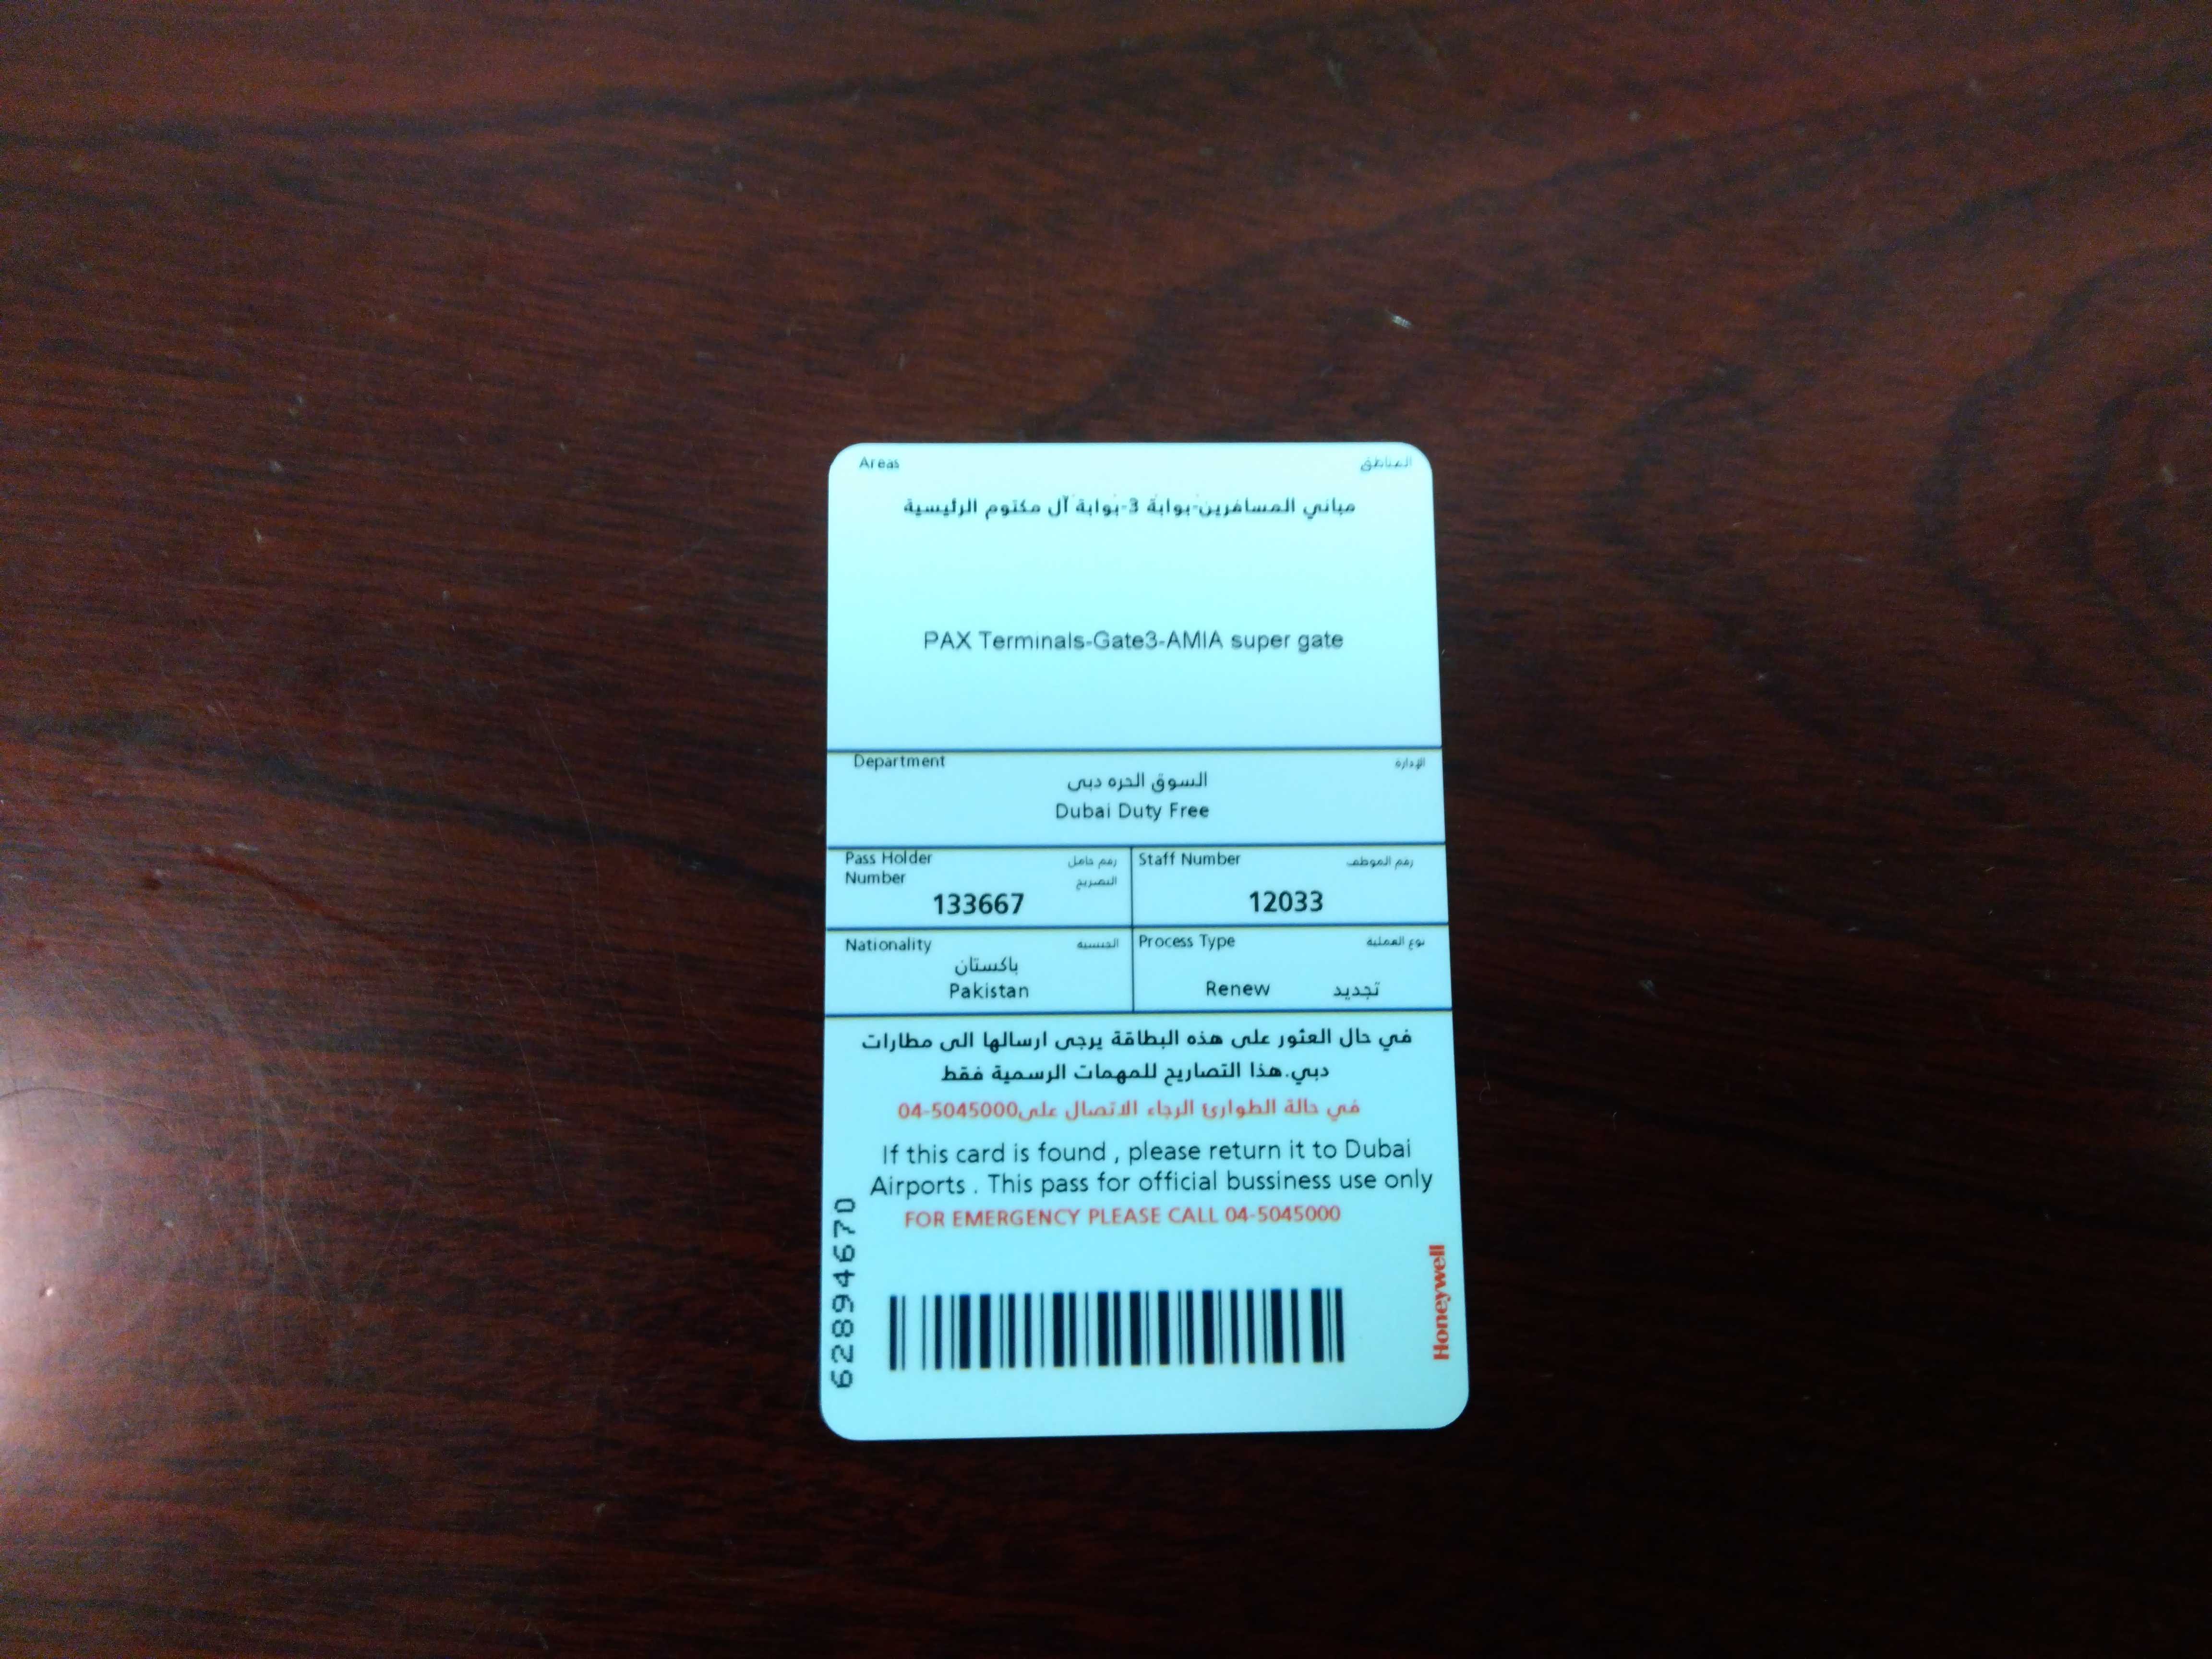 Areas المناطق
مباني المسافرين-بوابة 3-بوابة آل مكتوم الرئيسية
PAX Terminals-Gate3-AMIA super gate
Department الإدارة
السوق الحره دبى
Dubai Duty Free
Pass Holder رقم حامل
Number التصريح
133667
Staff Number رقم الموظف
12033
Nationality الجنسية
باكستان
Pakistan
Process Type نوع العملية
Renew تجديد
في حال العثور على هذه البطاقة يرجى ارسالها الى مطارات
دبي.هذا التصاريح للمهمات الرسمية فقط
في حالة الطوارئ الرجاء الاتصال على04-5045000
If this card is found , please return it to Dubai
Airports . This pass for official bussiness use only
FOR EMERGENCY PLEASE CALL 04-5045000
62894670
Honeywell